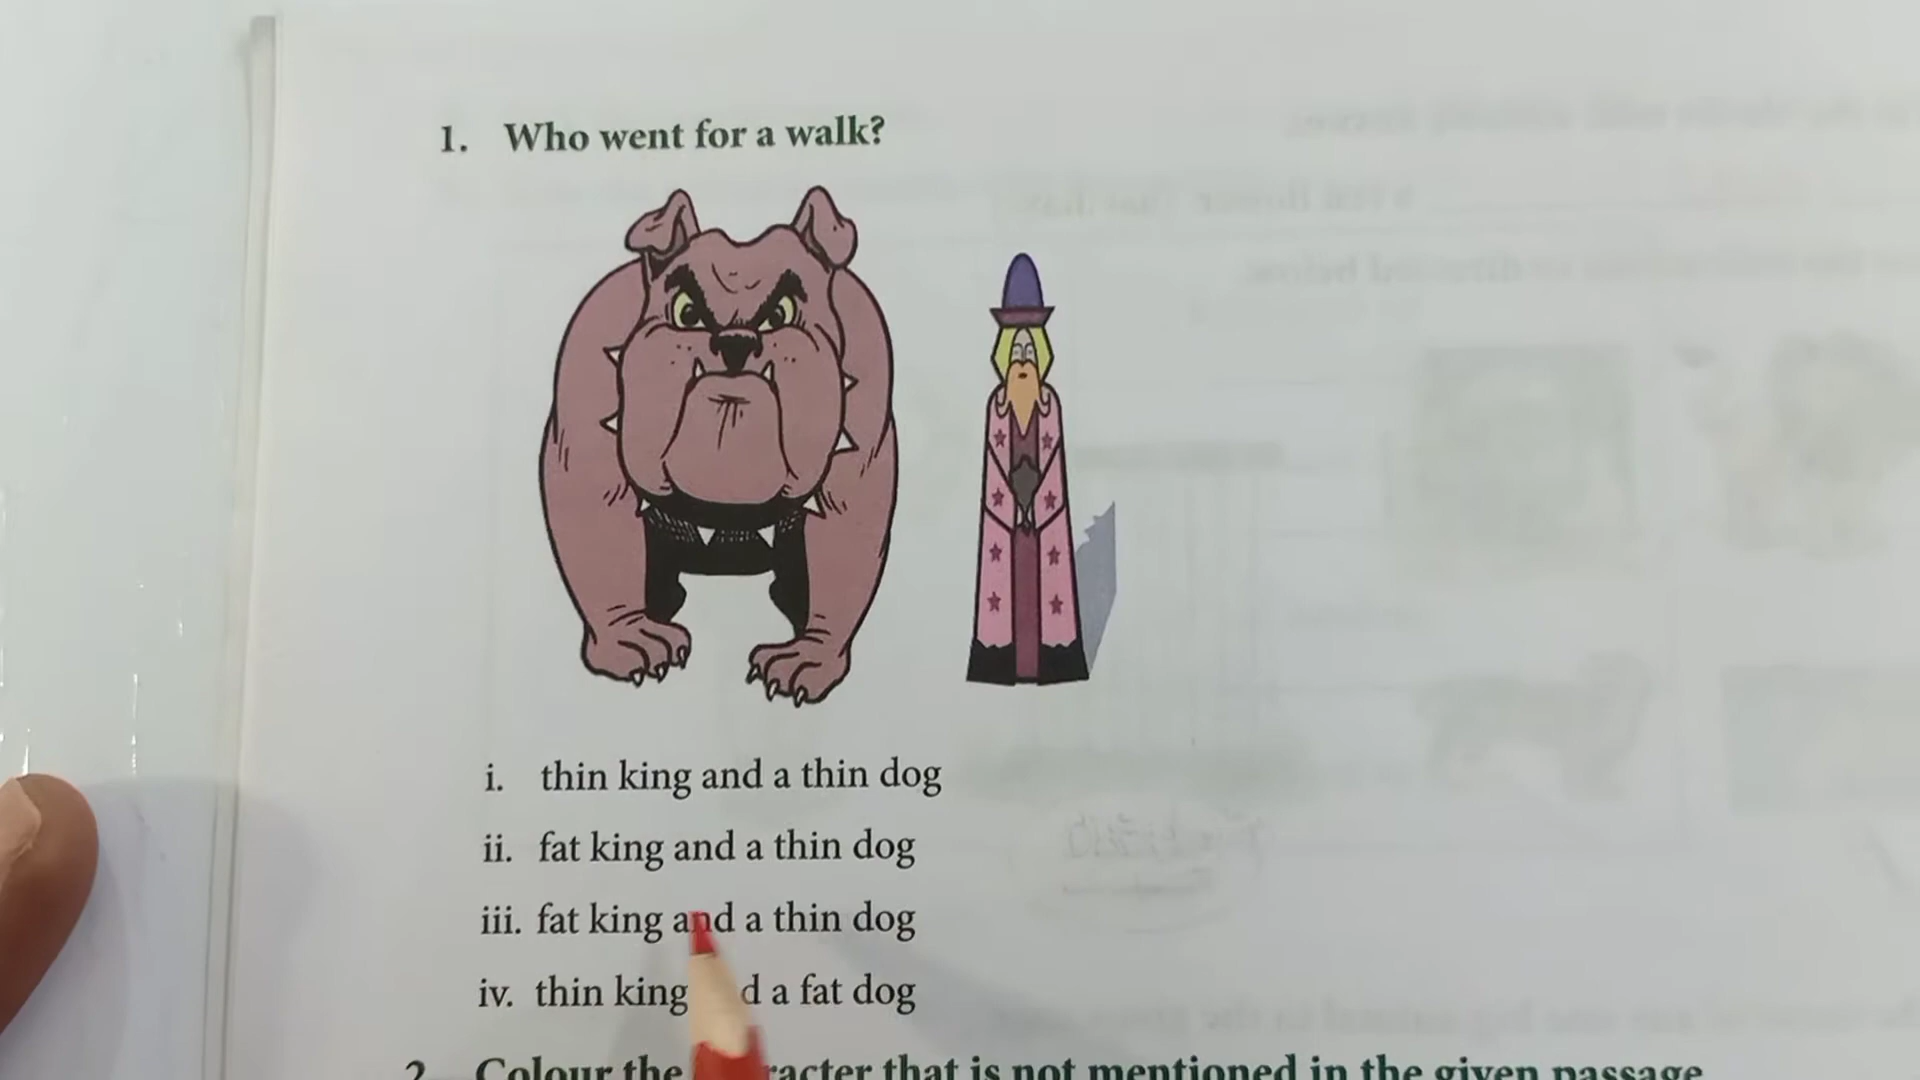 1. Who went for a walk?
i. thin king and a thin dog
ii. fat king and a thin dog
iii. fat king and a thin dog
iv. thin king d a fat dog
2. Colour the racter that is not mentioned in the given passage